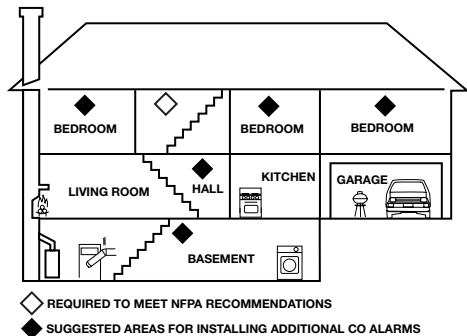 BEDROOM
BEDROOM
BEDROOM
LIVING ROOM
HALL
KITCHEN
GARAGE
BASEMENT
REQUIRED TO MEET NFPA RECOMMENDATIONS
SUGGESTED AREAS FOR INSTALLING ADDITIONAL CO ALARMS